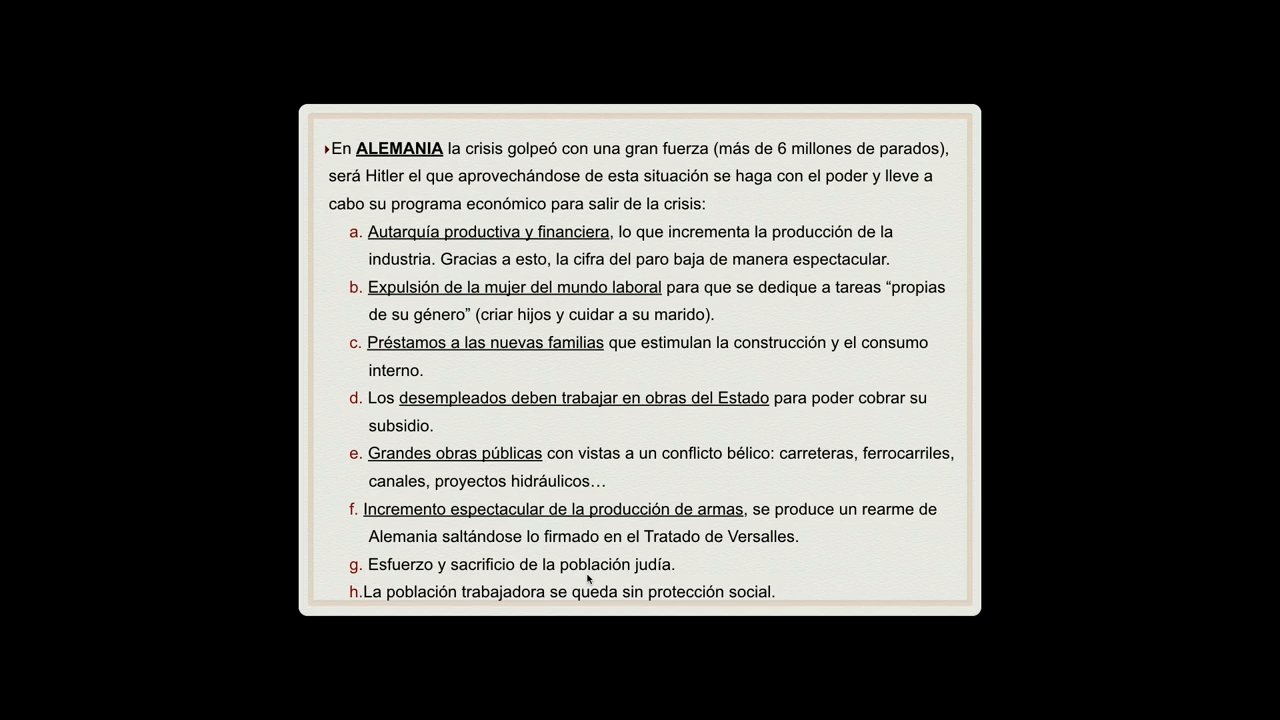 En ALEMANIA la crisis golpeó con una gran fuerza (más de 6 millones de parados),
será Hitler el que aprovechándose de esta situación se haga con el poder y lleve a
cabo su programa económico para salir de la crisis:
a. Autarquía productiva y financiera, lo que incrementa la producción de la
industria. Gracias a esto, la cifra del paro baja de manera espectacular.
b. Expulsión de la mujer del mundo laboral para que se dedique a tareas “propias
de su género” (criar hijos y cuidar a su marido).
c. Préstamos a las nuevas familias que estimulan la construcción y el consumo
interno.
d. Los desempleados deben trabajar en obras del Estado para poder cobrar su
subsidio.
e. Grandes obras públicas con vistas a un conflicto bélico: carreteras, ferrocarriles,
canales, proyectos hidráulicos…
f. Incremento espectacular de la producción de armas, se produce un rearme de
Alemania saltándose lo firmado en el Tratado de Versalles.
g. Esfuerzo y sacrificio de la población judía.
h.La población trabajadora se queda sin protección social.